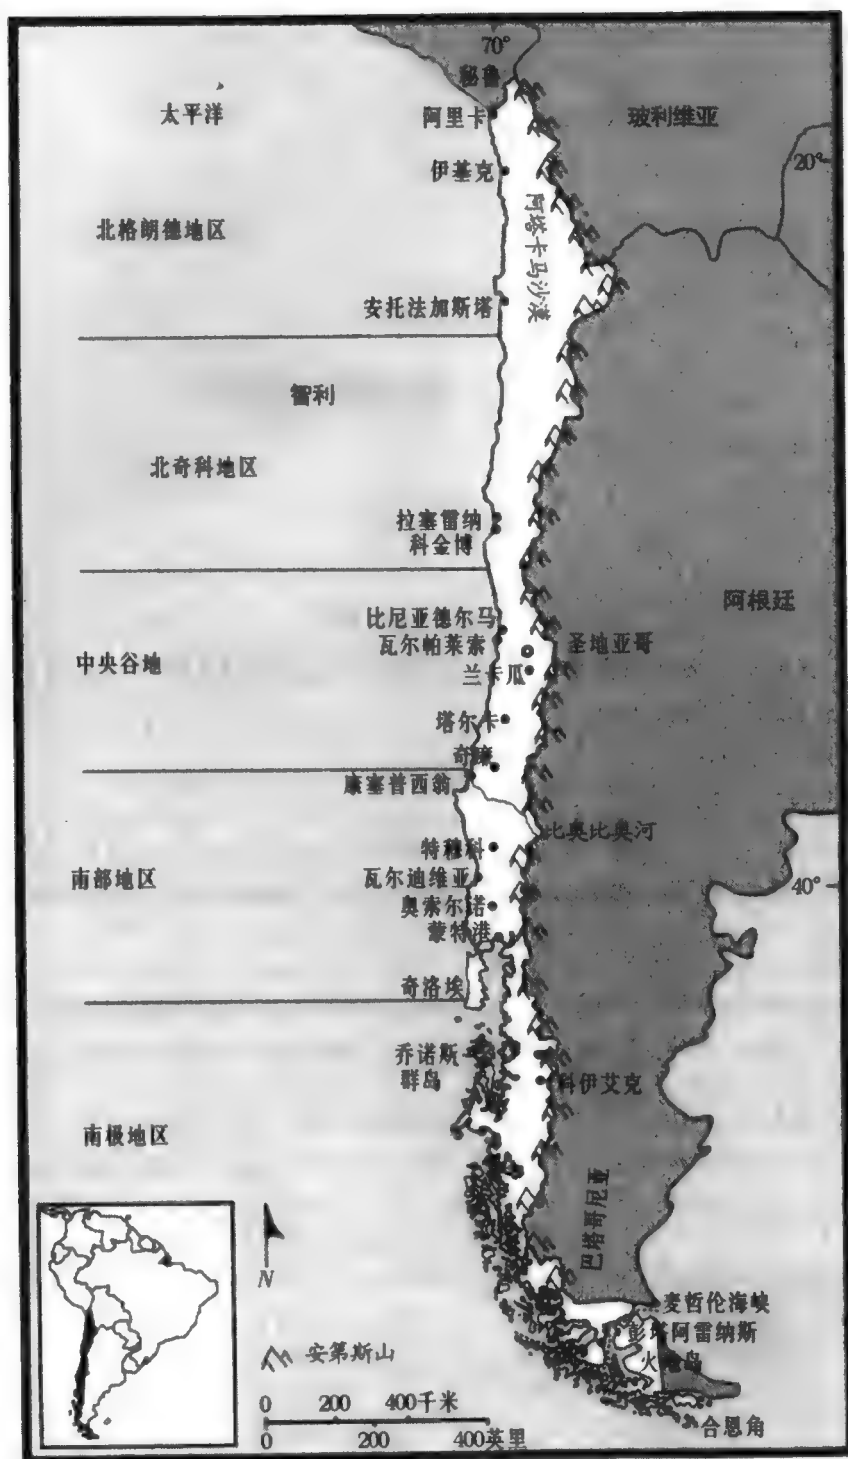 70°
秘鲁
太平洋
阿里卡
玻利维亚
伊基克
20°
阿塔卡马沙漠
北格朗德地区
安托法加斯塔
智利
北奇科地区
拉塞雷纳
科金博
阿根廷
比尼亚德尔马
瓦尔帕莱索
圣地亚哥
中央谷地
兰卡瓜
塔尔卡
奇廉
康塞普西翁
比奥比奥河
特穆科
南部地区
瓦尔迪维亚
40°
奥索尔诺
蒙特港
奇洛埃
乔诺斯
群岛
科伊艾克
南极地区
巴塔哥尼亚
N
麦哲伦海峡
彭塔阿雷纳斯
火地岛
安第斯山
0 200 400千米
0 200 400英里
合恩角